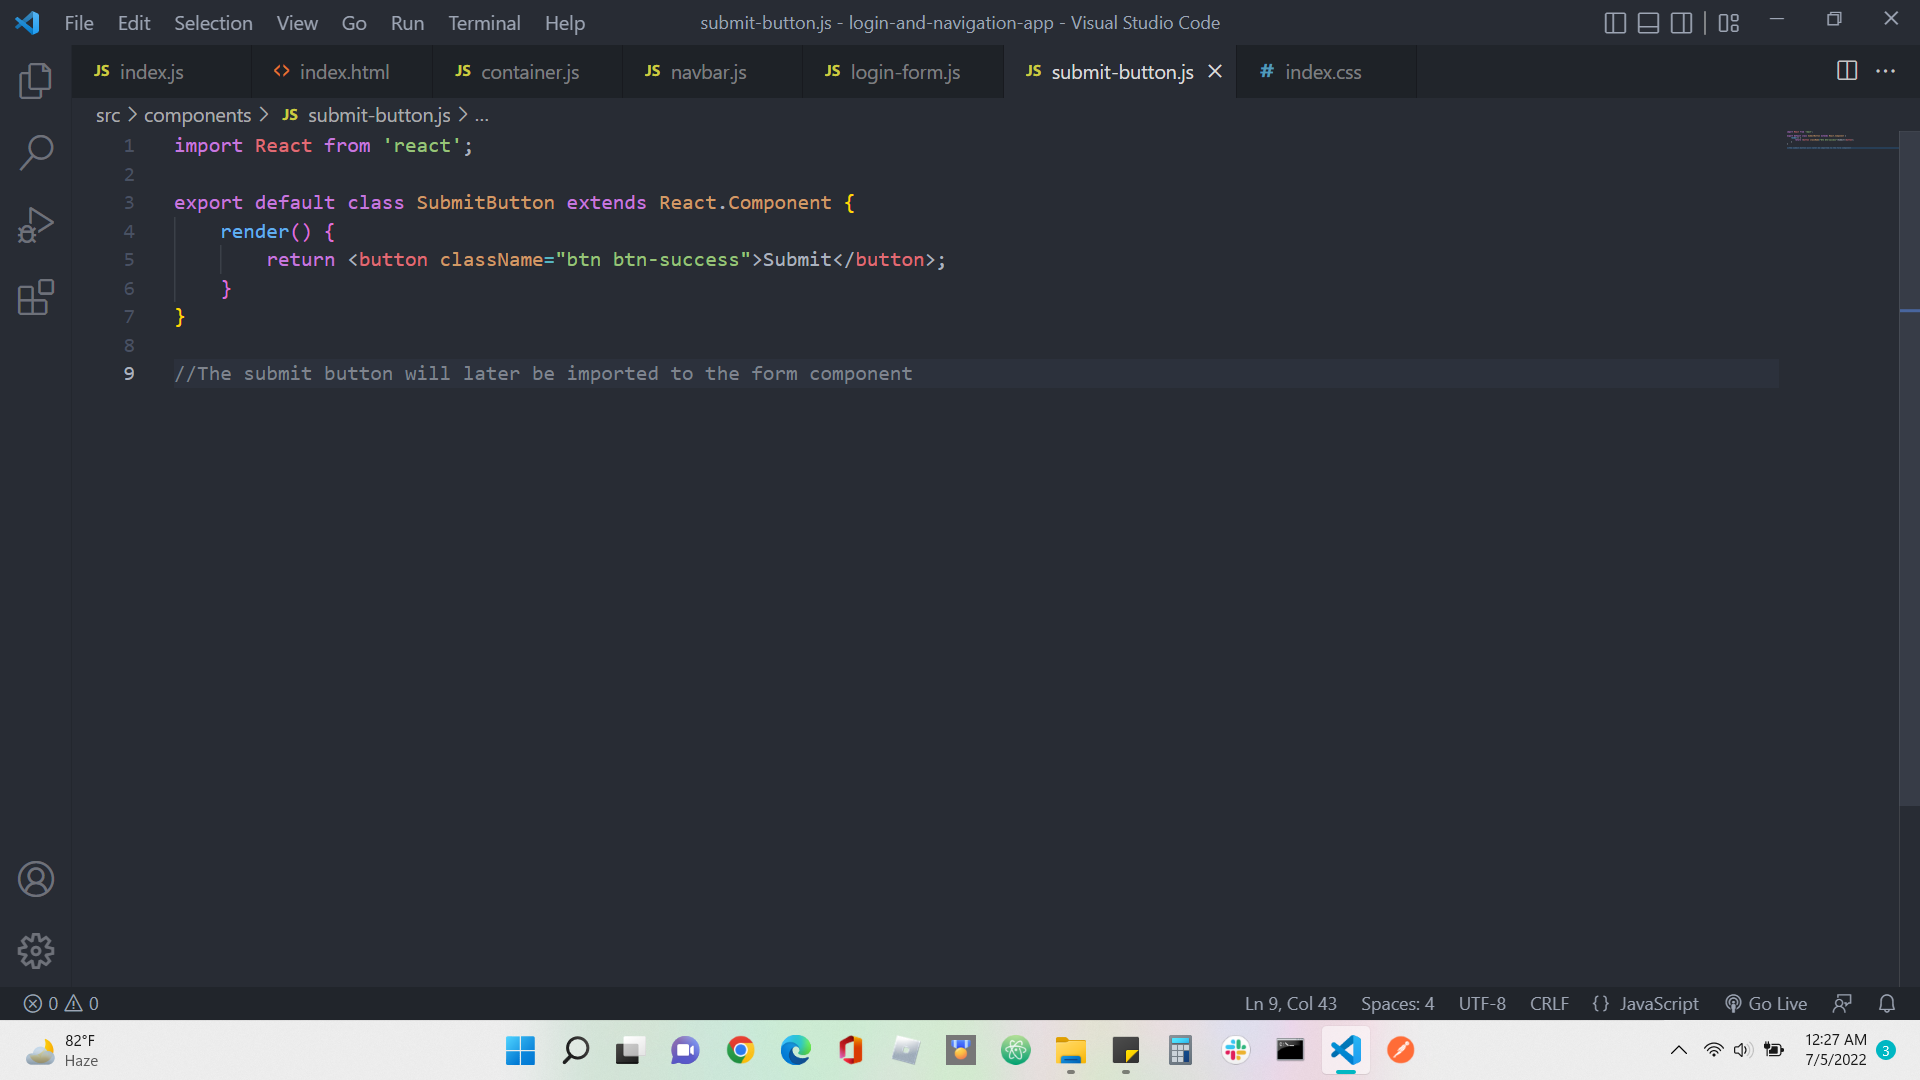 File Edit Selection View Go Run Terminal Help submit-button.js - login-and-navigation-app - Visual Studio Code
JS index.js <> index.html JS container.js JS navbar.js JS login-form.js JS submit-button.js # index.css
src > components > JS submit-button.js > ...
1 import React from 'react';
2
3 export default class SubmitButton extends React.Component {
4 render() {
5 return <button className="btn btn-success">Submit</button>;
6 }
7 }
8
9 //The submit button will later be imported to the form component
0 0 Ln 9, Col 43 Spaces: 4 UTF-8 CRLF {} JavaScript Go Live
82°F
Haze
12:27 AM
7/5/2022 3